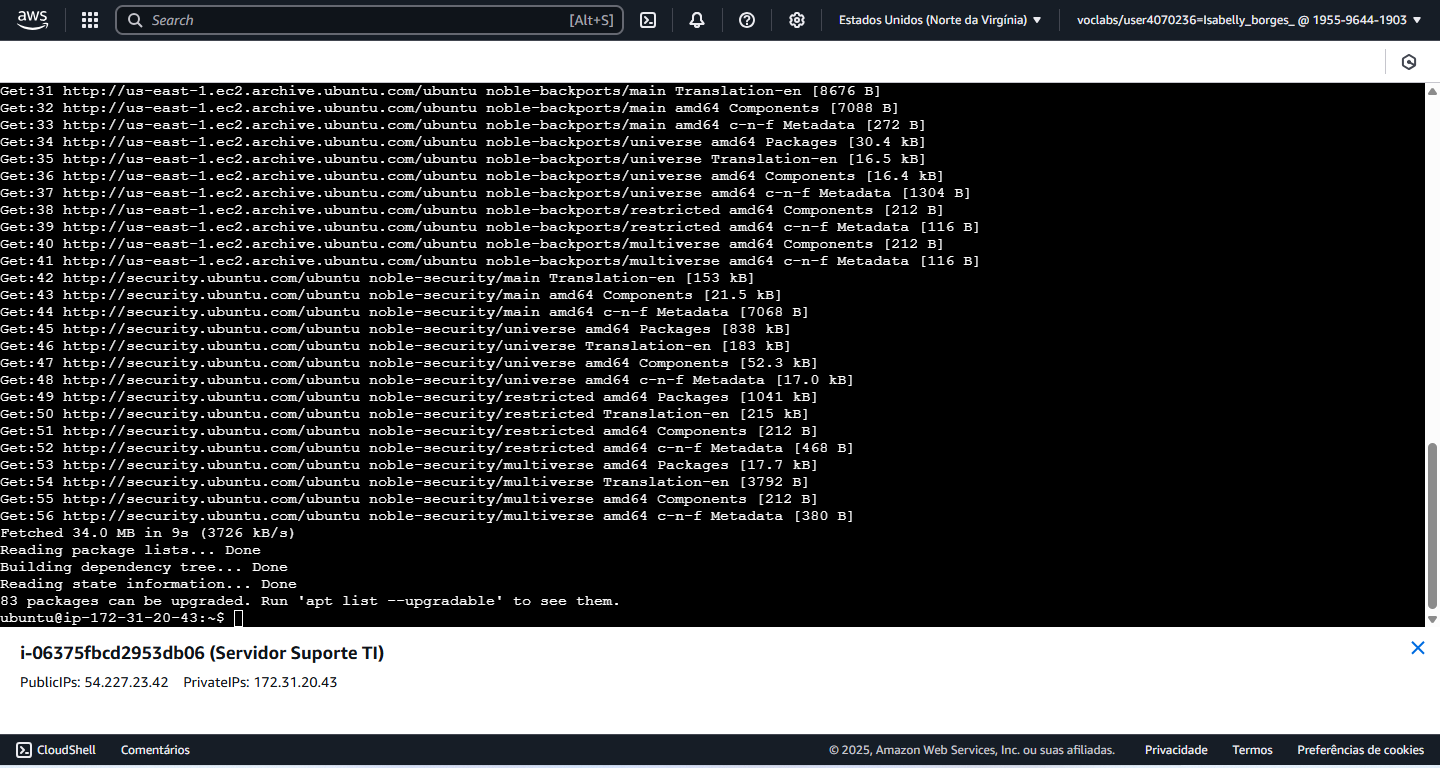 aws
Search [Alt+S]
Estados Unidos (Norte da Virgínia)
voclabs/user4070236=Isabelly_borges_ @ 1955-9644-1903
Get:31 http://us-east-1.ec2.archive.ubuntu.com/ubuntu noble-backports/main Translation-en [8676 B]
Get:32 http://us-east-1.ec2.archive.ubuntu.com/ubuntu noble-backports/main amd64 Components [7088 B]
Get:33 http://us-east-1.ec2.archive.ubuntu.com/ubuntu noble-backports/main amd64 c-n-f Metadata [272 B]
Get:34 http://us-east-1.ec2.archive.ubuntu.com/ubuntu noble-backports/universe amd64 Packages [30.4 kB]
Get:35 http://us-east-1.ec2.archive.ubuntu.com/ubuntu noble-backports/universe Translation-en [16.5 kB]
Get:36 http://us-east-1.ec2.archive.ubuntu.com/ubuntu noble-backports/universe amd64 Components [16.4 kB]
Get:37 http://us-east-1.ec2.archive.ubuntu.com/ubuntu noble-backports/universe amd64 c-n-f Metadata [1304 B]
Get:38 http://us-east-1.ec2.archive.ubuntu.com/ubuntu noble-backports/restricted amd64 Components [212 B]
Get:39 http://us-east-1.ec2.archive.ubuntu.com/ubuntu noble-backports/restricted amd64 c-n-f Metadata [116 B]
Get:40 http://us-east-1.ec2.archive.ubuntu.com/ubuntu noble-backports/multiverse amd64 Components [212 B]
Get:41 http://us-east-1.ec2.archive.ubuntu.com/ubuntu noble-backports/multiverse amd64 c-n-f Metadata [116 B]
Get:42 http://security.ubuntu.com/ubuntu noble-security/main Translation-en [153 kB]
Get:43 http://security.ubuntu.com/ubuntu noble-security/main amd64 Components [21.5 kB]
Get:44 http://security.ubuntu.com/ubuntu noble-security/main amd64 c-n-f Metadata [7068 B]
Get:45 http://security.ubuntu.com/ubuntu noble-security/universe amd64 Packages [838 kB]
Get:46 http://security.ubuntu.com/ubuntu noble-security/universe Translation-en [183 kB]
Get:47 http://security.ubuntu.com/ubuntu noble-security/universe amd64 Components [52.3 kB]
Get:48 http://security.ubuntu.com/ubuntu noble-security/universe amd64 c-n-f Metadata [17.0 kB]
Get:49 http://security.ubuntu.com/ubuntu noble-security/restricted amd64 Packages [1041 kB]
Get:50 http://security.ubuntu.com/ubuntu noble-security/restricted Translation-en [215 kB]
Get:51 http://security.ubuntu.com/ubuntu noble-security/restricted amd64 Components [212 B]
Get:52 http://security.ubuntu.com/ubuntu noble-security/restricted amd64 c-n-f Metadata [468 B]
Get:53 http://security.ubuntu.com/ubuntu noble-security/multiverse amd64 Packages [17.7 kB]
Get:54 http://security.ubuntu.com/ubuntu noble-security/multiverse Translation-en [3792 B]
Get:55 http://security.ubuntu.com/ubuntu noble-security/multiverse amd64 Components [212 B]
Get:56 http://security.ubuntu.com/ubuntu noble-security/multiverse amd64 c-n-f Metadata [380 B]
Fetched 34.0 MB in 9s (3726 kB/s)
Reading package lists... Done
Building dependency tree... Done
Reading state information... Done
83 packages can be upgraded. Run 'apt list --upgradable' to see them.
ubuntu@ip-172-31-20-43:~$
i-06375fbcd2953db06 (Servidor Suporte TI)
PublicIPs: 54.227.23.42 PrivateIPs: 172.31.20.43
CloudShell Comentários © 2025, Amazon Web Services, Inc. ou suas afiliadas. Privacidade Termos Preferências de cookies